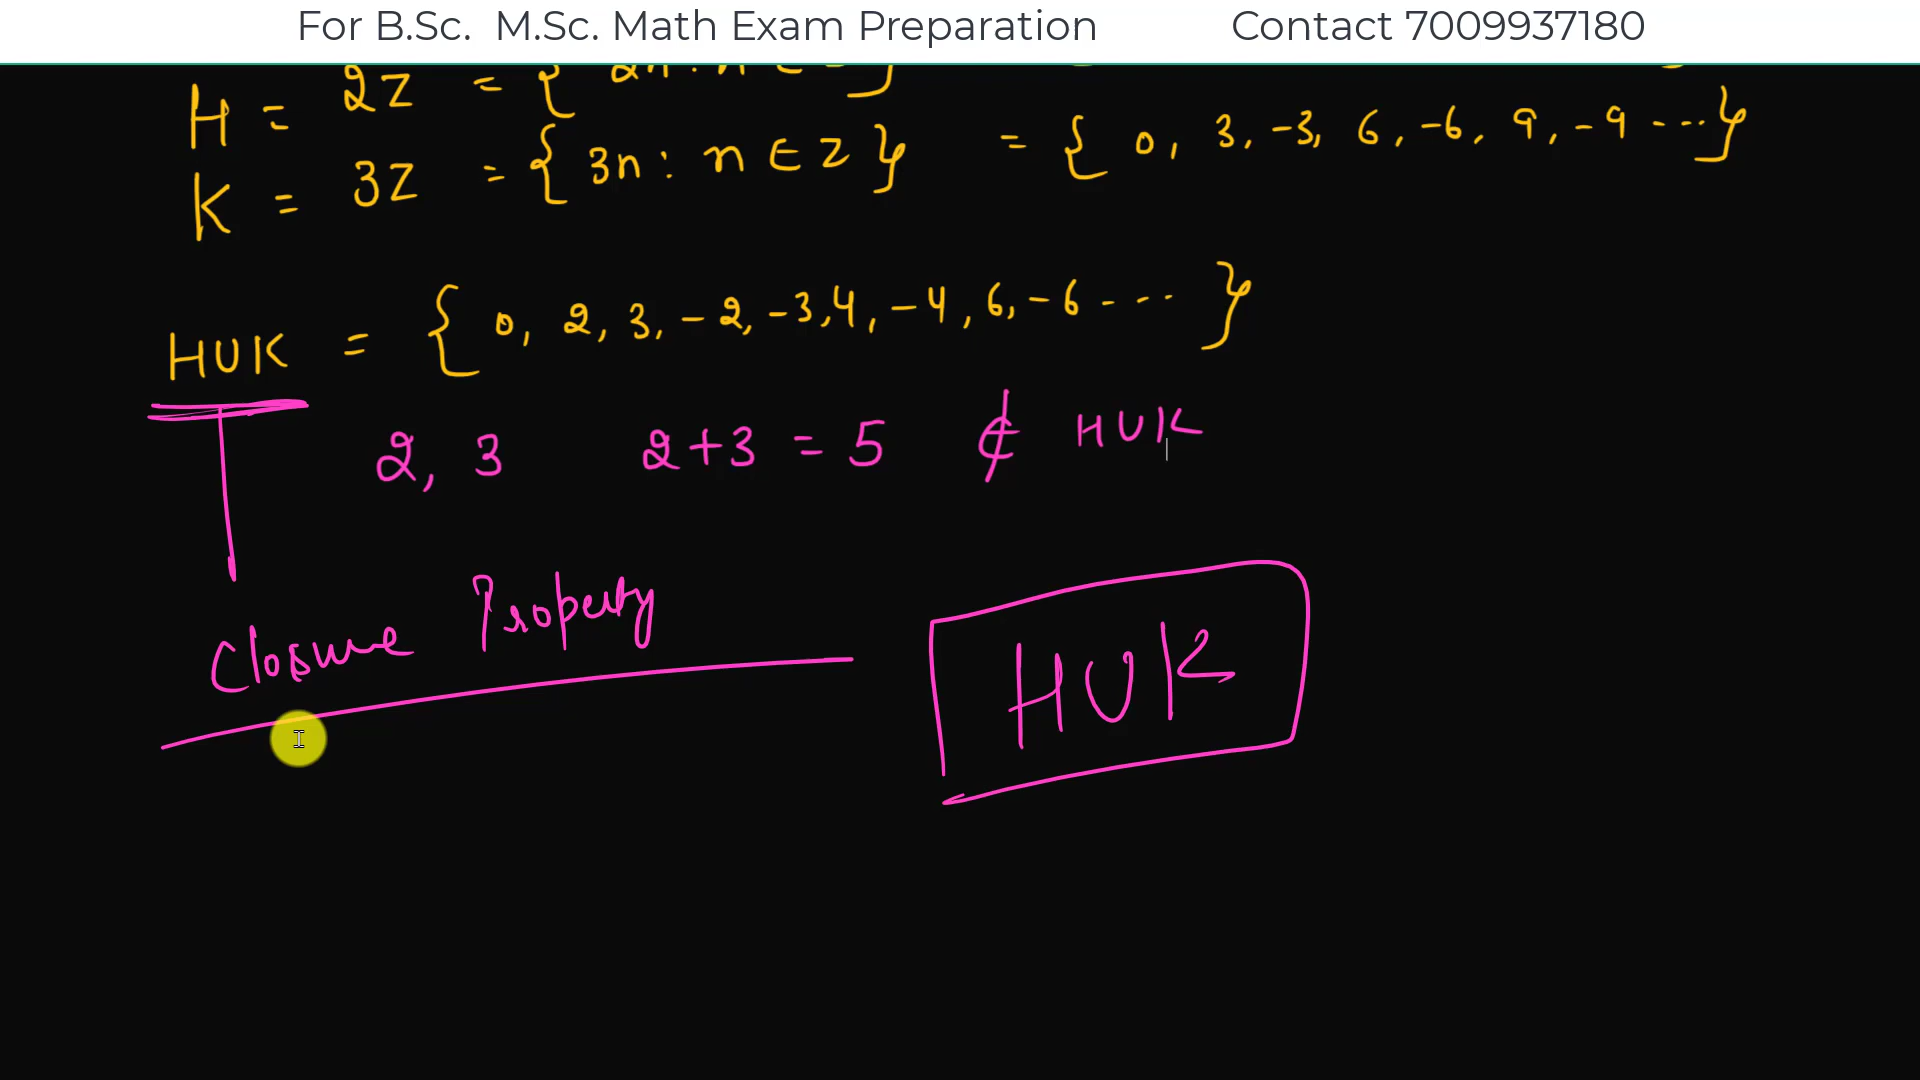 For B.Sc. M.Sc. Math Exam Preparation Contact 7009937180
H = 2Z = { 2n : n ∈ }
K = 3Z = { 3n : n ∈ Z } = { 0, 3, -3, 6, -6, 9, -9 ---- }
HUK = { 0, 2, 3, -2, -3, 4, -4, 6, -6 ---- }
2, 3 2+3 = 5 ∉ HUK
Closure Property
HUK